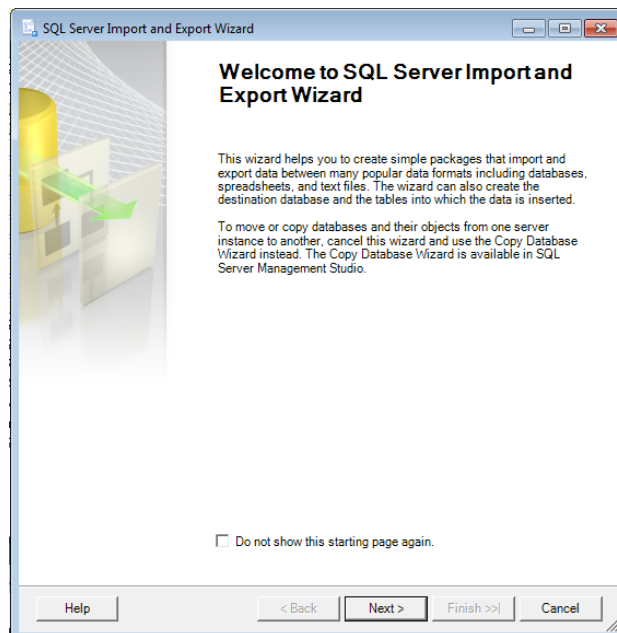 SQL Server Import and Export Wizard
Welcome to SQL Server Import and
Export Wizard
This wizard helps you to create simple packages that import and
export data between many popular data formats including databases,
spreadsheets, and text files. The wizard can also create the
destination database and the tables into which the data is inserted.
To move or copy databases and their objects from one server
instance to another, cancel this wizard and use the Copy Database
Wizard instead. The Copy Database Wizard is available in SQL
Server Management Studio.
Do not show this starting page again.
Help
< Back
Next >
Finish >>|
Cancel